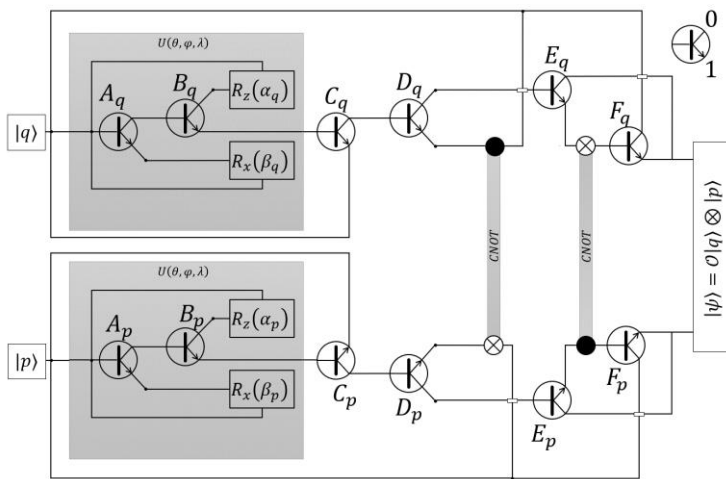 U(θ, φ, λ)
0
1
A_q
B_q
R_z(α_q)
R_x(β_q)
C_q
D_q
E_q
F_q
|q⟩
CNOT
CNOT
|ψ⟩ = O|q⟩ ⊗ |p⟩
U(θ, φ, λ)
A_p
B_p
R_z(α_p)
R_x(β_p)
C_p
D_p
E_p
F_p
|p⟩